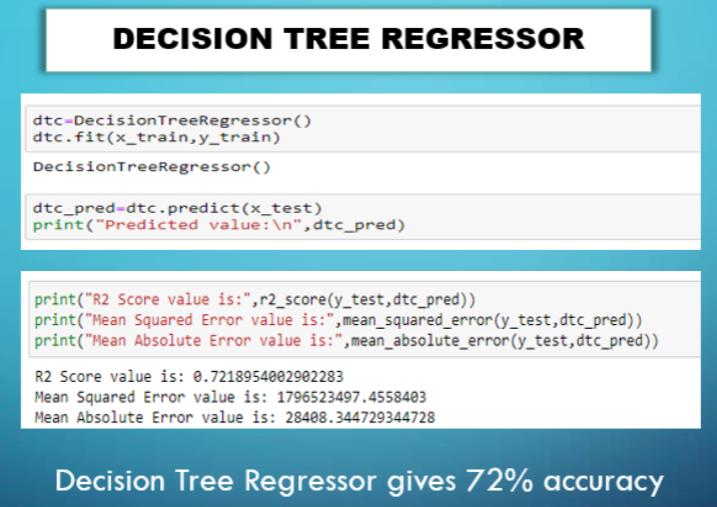 DECISION TREE REGRESSOR
dtc=DecisionTreeRegressor()
dtc.fit(x_train,y_train)
DecisionTreeRegressor()
dtc_pred=dtc.predict(x_test)
print("Predicted value:\n",dtc_pred)
print("R2 Score value is:",r2_score(y_test,dtc_pred))
print("Mean Squared Error value is:",mean_squared_error(y_test,dtc_pred))
print("Mean Absolute Error value is:",mean_absolute_error(y_test,dtc_pred))
R2 Score value is: 0.7218954002902283
Mean Squared Error value is: 1796523497.4558403
Mean Absolute Error value is: 28408.344729344728
Decision Tree Regressor gives 72% accuracy